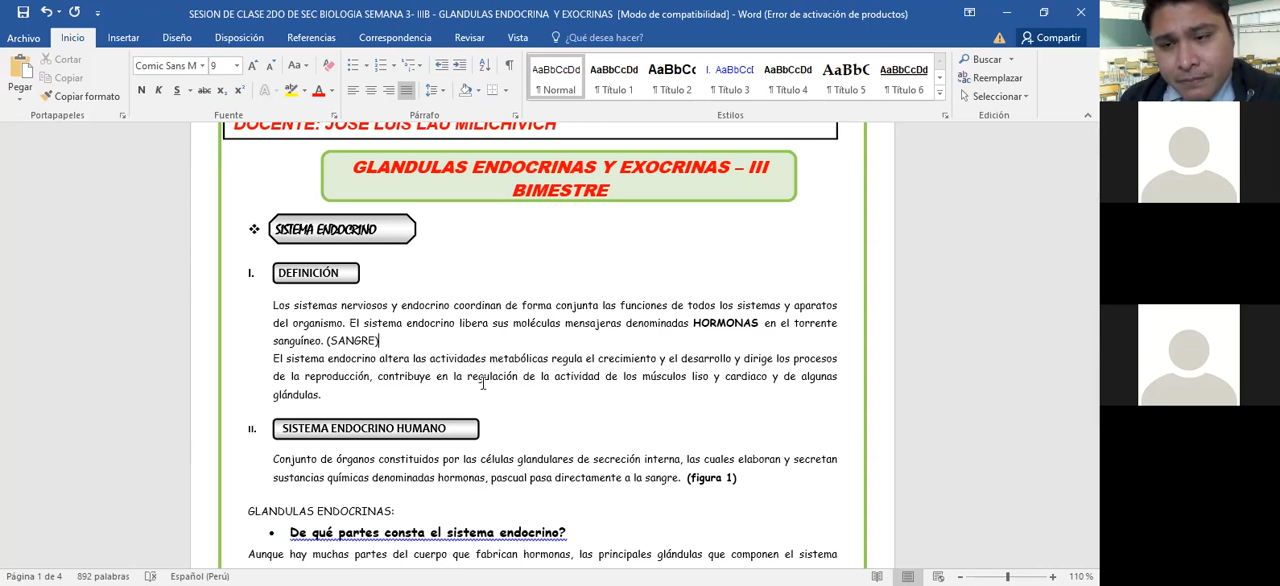 SESION DE CLASE 2DO DE SEC BIOLOGIA SEMANA 3- IIIB - GLANDULAS ENDOCRINA Y EXOCRINAS [Modo de compatibilidad] - Word (Error de activación de productos)
Archivo Inicio Insertar Diseño Disposición Referencias Correspondencia Revisar Vista ¿Qué desea hacer? Compartir
Cortar
Copiar
Copiar formato
Pegar
Comic Sans M 9
N K S abc x₂ x²
AaBbCcDd AaBbCcDd AaBbCc I. AaBbCc AaBbCcDd AaBbC AaBbCcDd
¶ Normal ¶ Título 1 ¶ Título 2 ¶ Título 3 ¶ Título 4 ¶ Título 5 ¶ Título 6
Buscar
Reemplazar
Seleccionar
Portapapeles Fuente Párrafo Estilos Edición
DOCENTE: JOSE LUIS LAU MILICHIVICH
GLANDULAS ENDOCRINAS Y EXOCRINAS – III
BIMESTRE
SISTEMA ENDOCRINO
I. DEFINICIÓN
Los sistemas nerviosos y endocrino coordinan de forma conjunta las funciones de todos los sistemas y aparatos
del organismo. El sistema endocrino libera sus moléculas mensajeras denominadas HORMONAS en el torrente
sanguíneo. (SANGRE)
El sistema endocrino altera las actividades metabólicas regula el crecimiento y el desarrollo y dirige los procesos
de la reproducción, contribuye en la regulación de la actividad de los músculos liso y cardiaco y de algunas
glándulas.
II. SISTEMA ENDOCRINO HUMANO
Conjunto de órganos constituidos por las células glandulares de secreción interna, las cuales elaboran y secretan
sustancias químicas denominadas hormonas, pascual pasa directamente a la sangre. (figura 1)
GLANDULAS ENDOCRINAS:
• De qué partes consta el sistema endocrino?
Aunque hay muchas partes del cuerpo que fabrican hormonas, las principales glándulas que componen el sistema
Página 1 de 4 892 palabras Español (Perú) 110 %